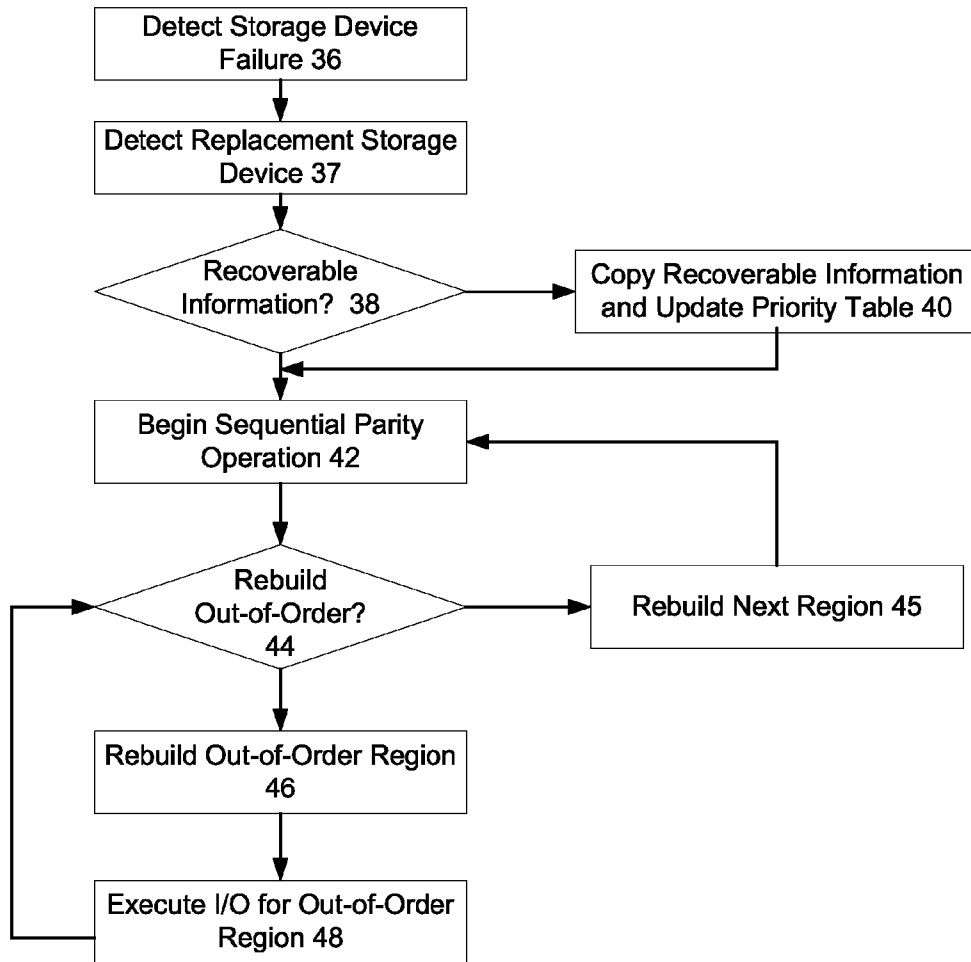 Detect Storage Device
Failure 36
Detect Replacement Storage
Device 37
Recoverable
Information? 38
Copy Recoverable Information
and Update Priority Table 40
Begin Sequential Parity
Operation 42
Rebuild
Out-of-Order?
44
Rebuild Next Region 45
Rebuild Out-of-Order Region
46
Execute I/O for Out-of-Order
Region 48